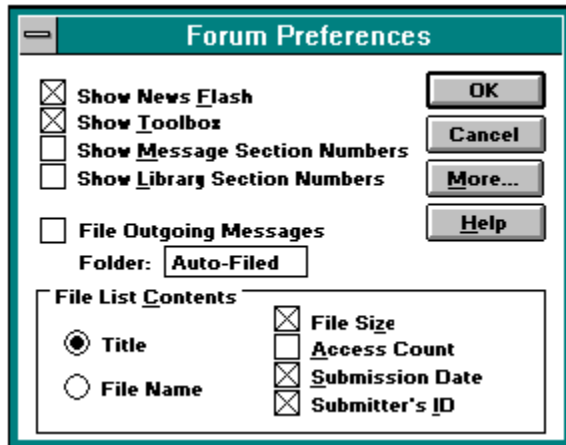 Forum Preferences
Show News Flash
Show Toolbox
Show Message Section Numbers
Show Library Section Numbers
File Outgoing Messages
Folder: Auto-Filed
OK
Cancel
More...
Help
File List Contents
Title
File Name
File Size
Access Count
Submission Date
Submitter's ID